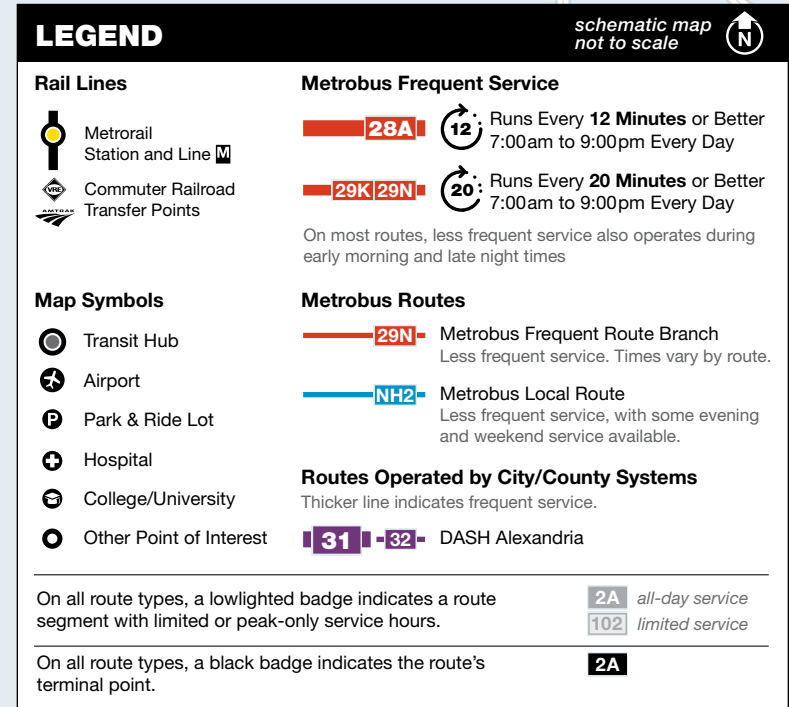 LEGEND
schematic map
not to scale
N
Rail Lines
Metrorail
Station and Line M
VRE
Commuter Railroad
AMTRAK
Transfer Points
Metrobus Frequent Service
28A
12
Runs Every 12 Minutes or Better
7:00am to 9:00pm Every Day
29K 29N
20
Runs Every 20 Minutes or Better
7:00am to 9:00pm Every Day
On most routes, less frequent service also operates during
early morning and late night times
Map Symbols
Transit Hub
Airport
P
Park & Ride Lot
Hospital
College/University
Other Point of Interest
Metrobus Routes
29N
Metrobus Frequent Route Branch
Less frequent service. Times vary by route.
NH2
Metrobus Local Route
Less frequent service, with some evening
and weekend service available.
Routes Operated by City/County Systems
Thicker line indicates frequent service.
31 32 DASH Alexandria
On all route types, a lowlighted badge indicates a route
segment with limited or peak-only service hours.
2A all-day service
102 limited service
On all route types, a black badge indicates the route's
terminal point.
2A